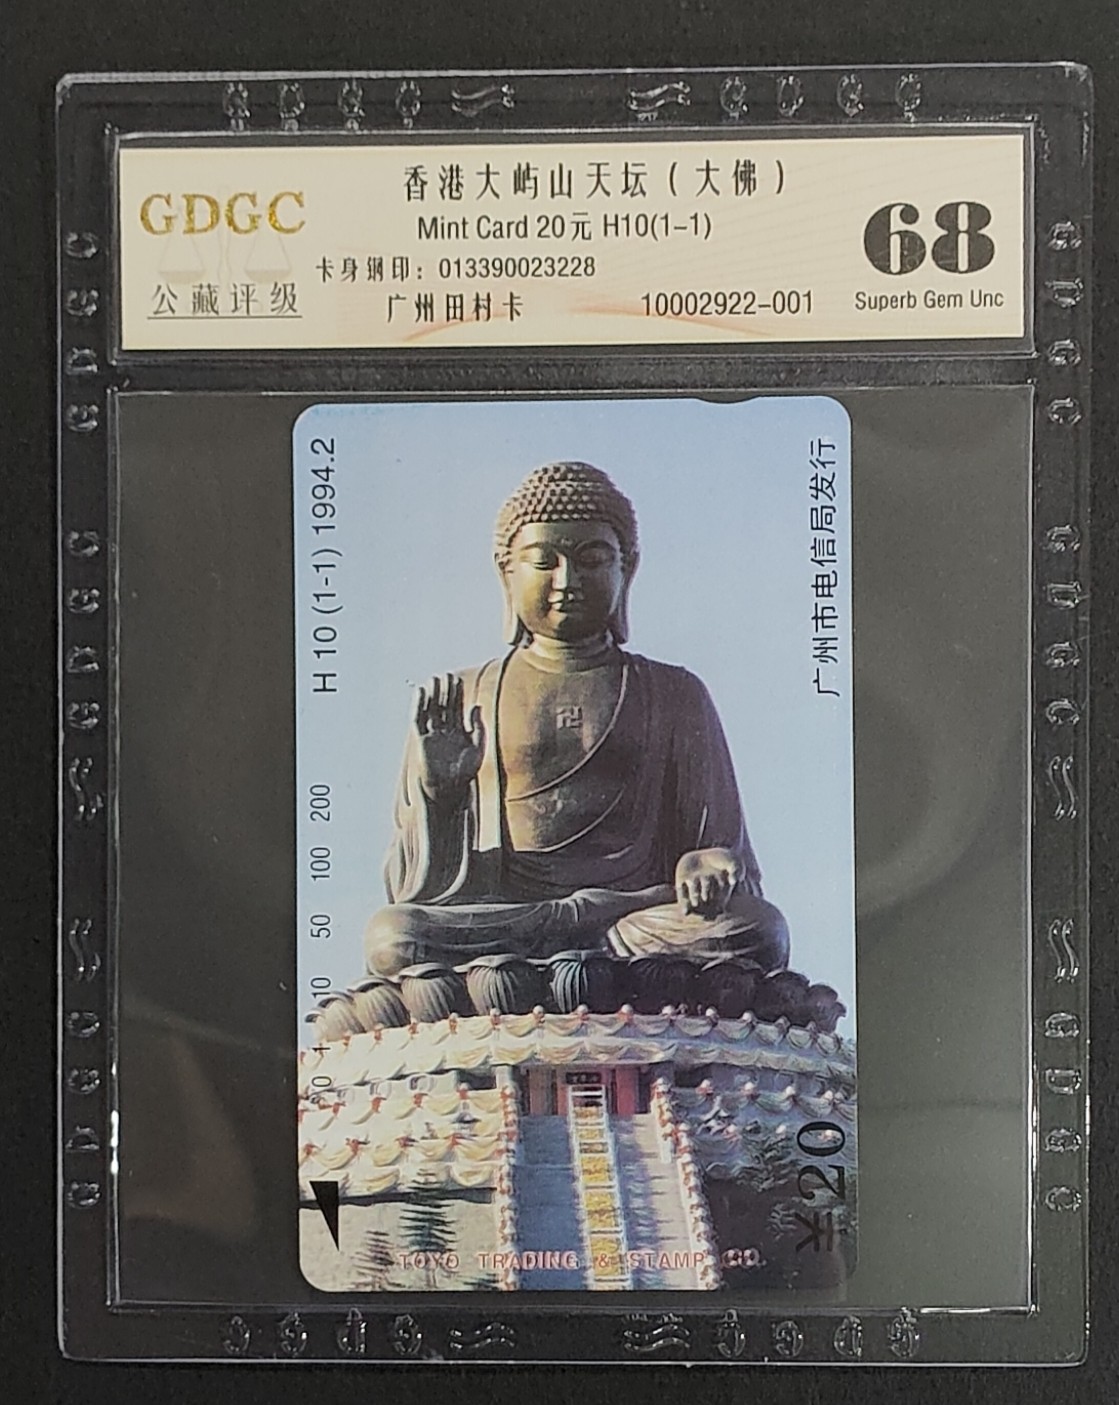 香港大屿山天坛(大佛)
GDGC
Mint Card 20元 H10(1-1)
68
卡身钢印:013390023228
公藏评级
广州田村卡
10002922-001
Superb Gem Unc
H 10 (1-1) 1994.2
广州市电信局发行
卍
200
100
50
10
1
0
¥20
TOYO TRADING & STAMP CO.